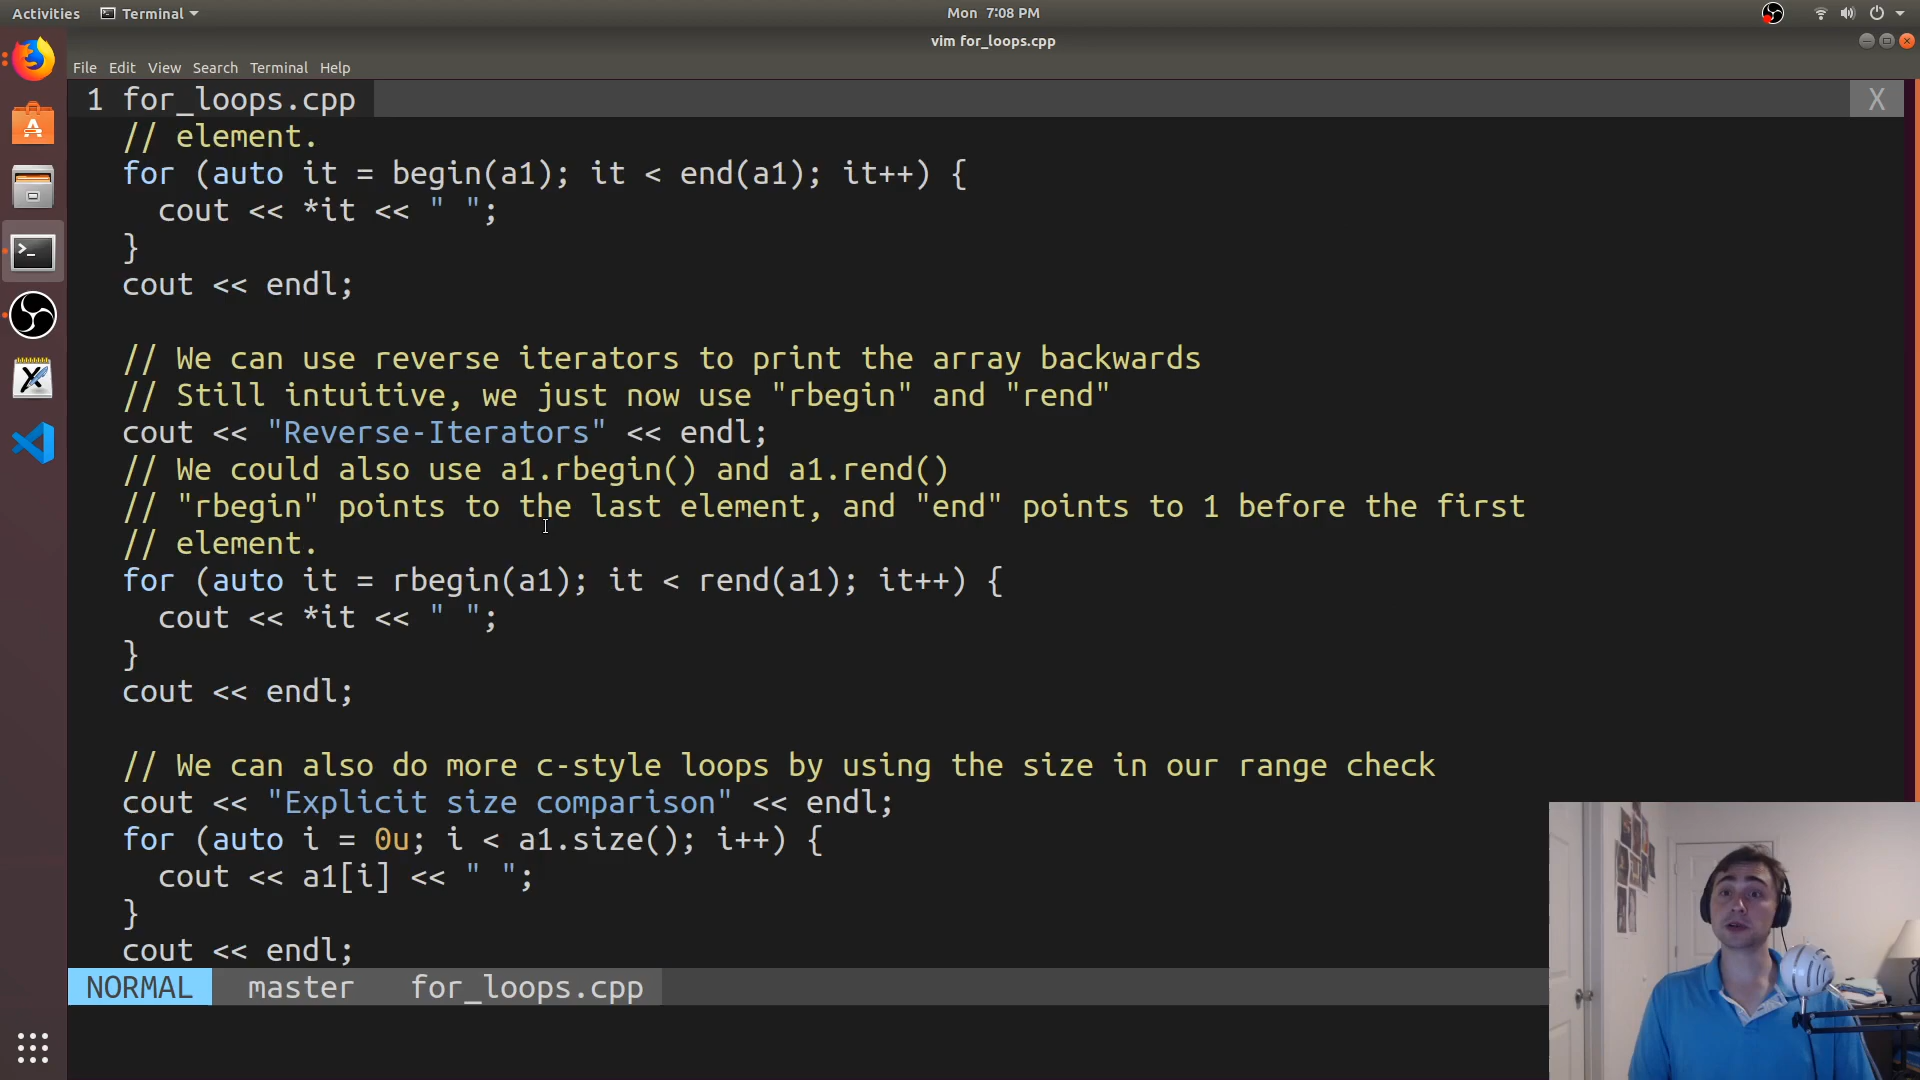 Activities
Terminal
Mon 7:08 PM
vim for_loops.cpp
File Edit View Search Terminal Help
1 for_loops.cpp X
// element.
for (auto it = begin(a1); it < end(a1); it++) {
cout << *it << " ";
}
cout << endl;
// We can use reverse iterators to print the array backwards
// Still intuitive, we just now use "rbegin" and "rend"
cout << "Reverse-Iterators" << endl;
// We could also use a1.rbegin() and a1.rend()
// "rbegin" points to the last element, and "end" points to 1 before the first
// element.
for (auto it = rbegin(a1); it < rend(a1); it++) {
cout << *it << " ";
}
cout << endl;
// We can also do more c-style loops by using the size in our range check
cout << "Explicit size comparison" << endl;
for (auto i = 0u; i < a1.size(); i++) {
cout << a1[i] << " ";
}
cout << endl;
NORMAL master for_loops.cpp